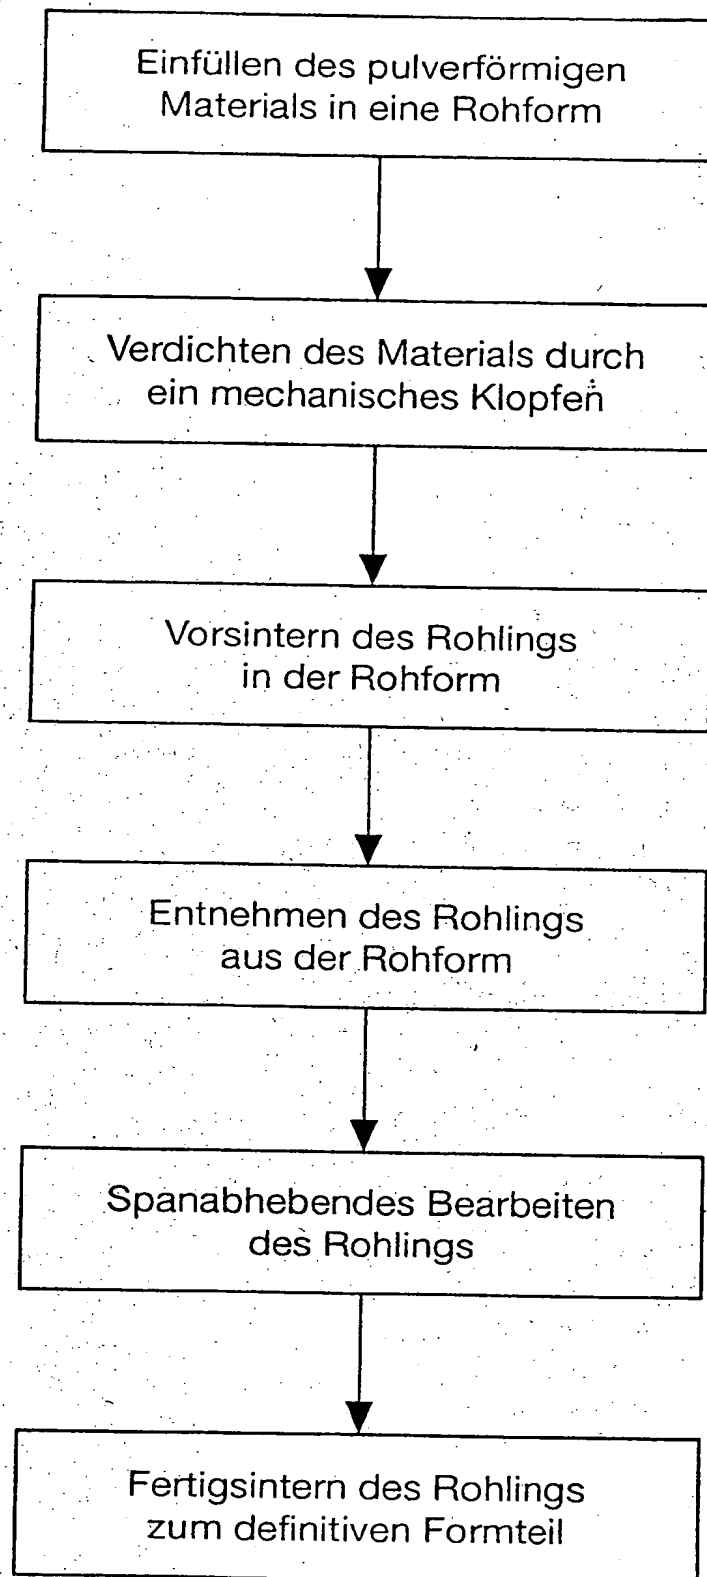 Einfüllen des pulverförmigen
Materials in eine Rohform
Verdichten des Materials durch
ein mechanisches Klopfen
Vorsintern des Rohlings
in der Rohform
Entnehmen des Rohlings
aus der Rohform
Spanabhebendes Bearbeiten
des Rohlings
Fertigsintern des Rohlings
zum definitiven Formteil